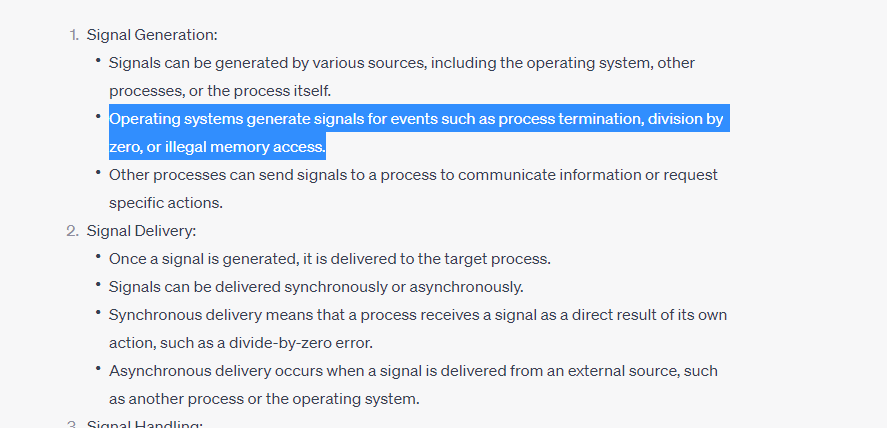 1. Signal Generation:
• Signals can be generated by various sources, including the operating system, other
processes, or the process itself.
• Operating systems generate signals for events such as process termination, division by
zero, or illegal memory access.
• Other processes can send signals to a process to communicate information or request
specific actions.
2. Signal Delivery:
• Once a signal is generated, it is delivered to the target process.
• Signals can be delivered synchronously or asynchronously.
• Synchronous delivery means that a process receives a signal as a direct result of its own
action, such as a divide-by-zero error.
• Asynchronous delivery occurs when a signal is delivered from an external source, such
as another process or the operating system.
3. Signal Handling: